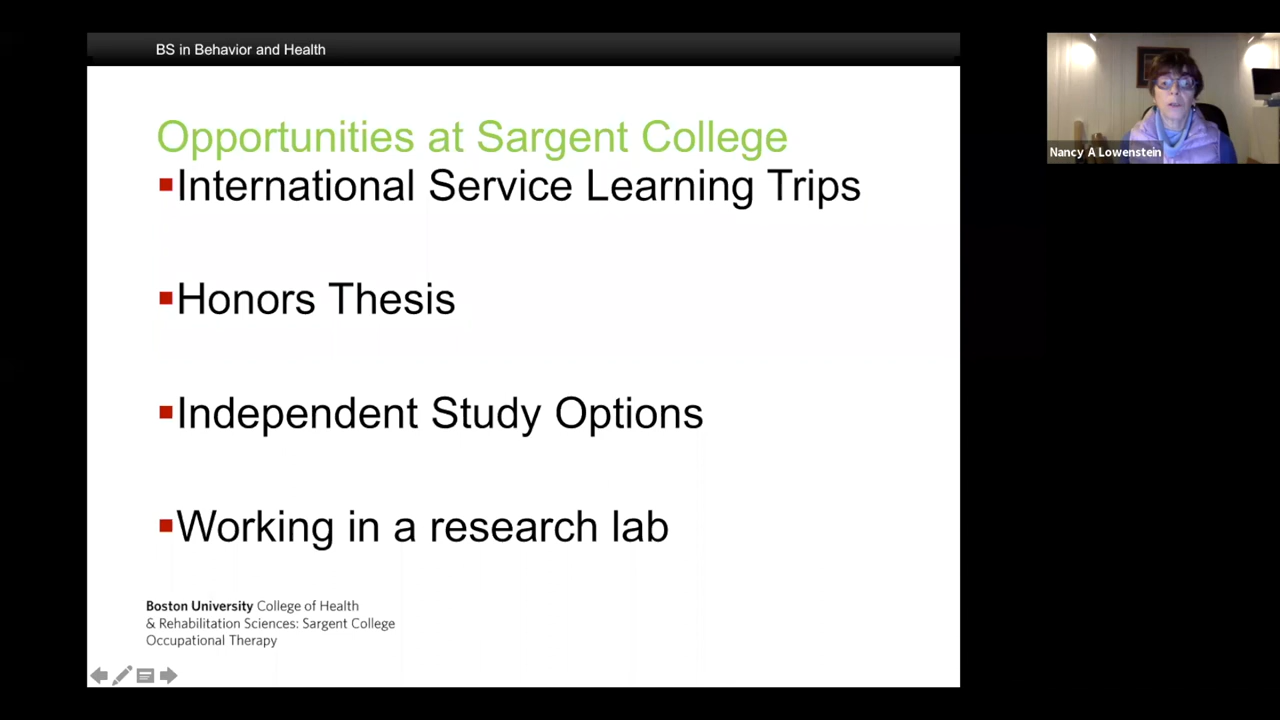 BS in Behavior and Health
Opportunities at Sargent College
▪International Service Learning Trips
▪Honors Thesis
▪Independent Study Options
▪Working in a research lab
Boston University College of Health
& Rehabilitation Sciences: Sargent College
Occupational Therapy
Nancy A Lowenstein